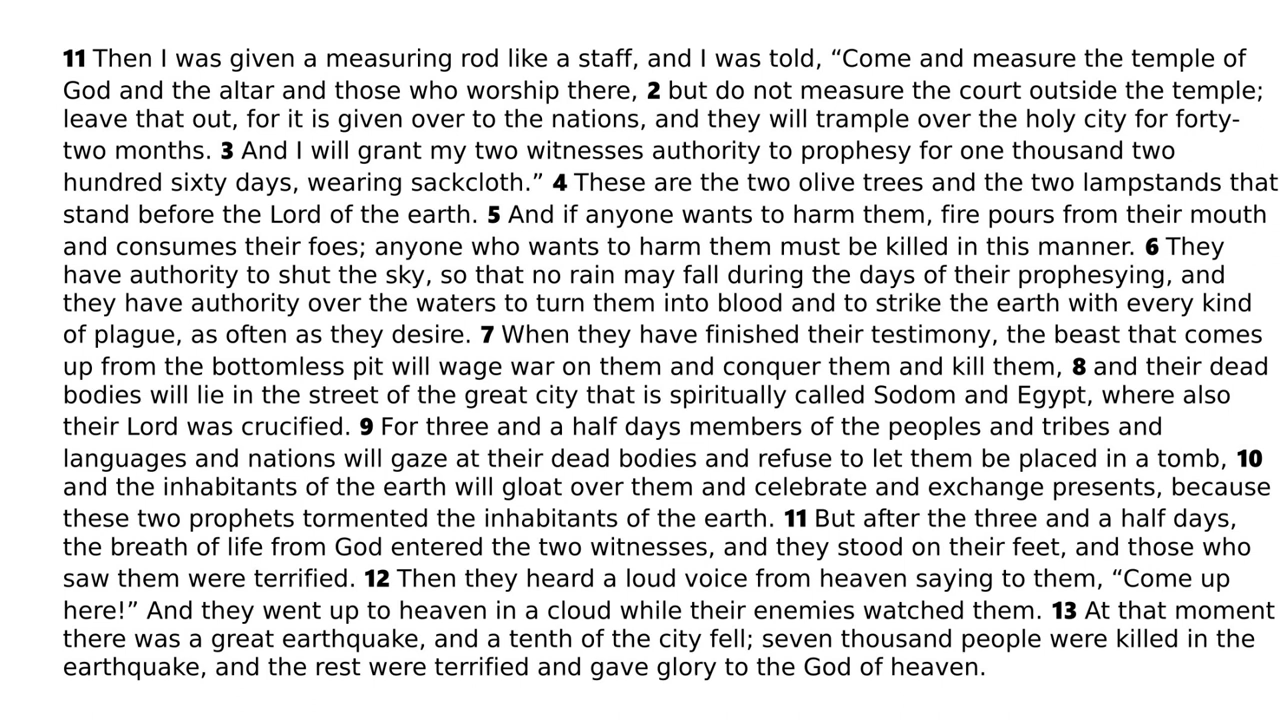 11 Then I was given a measuring rod like a staff, and I was told, “Come and measure the temple of
God and the altar and those who worship there, 2 but do not measure the court outside the temple;
leave that out, for it is given over to the nations, and they will trample over the holy city for forty-
two months. 3 And I will grant my two witnesses authority to prophesy for one thousand two
hundred sixty days, wearing sackcloth.” 4 These are the two olive trees and the two lampstands that
stand before the Lord of the earth. 5 And if anyone wants to harm them, fire pours from their mouth
and consumes their foes; anyone who wants to harm them must be killed in this manner. 6 They
have authority to shut the sky, so that no rain may fall during the days of their prophesying, and
they have authority over the waters to turn them into blood and to strike the earth with every kind
of plague, as often as they desire. 7 When they have finished their testimony, the beast that comes
up from the bottomless pit will wage war on them and conquer them and kill them, 8 and their dead
bodies will lie in the street of the great city that is spiritually called Sodom and Egypt, where also
their Lord was crucified. 9 For three and a half days members of the peoples and tribes and
languages and nations will gaze at their dead bodies and refuse to let them be placed in a tomb, 10
and the inhabitants of the earth will gloat over them and celebrate and exchange presents, because
these two prophets tormented the inhabitants of the earth. 11 But after the three and a half days,
the breath of life from God entered the two witnesses, and they stood on their feet, and those who
saw them were terrified. 12 Then they heard a loud voice from heaven saying to them, “Come up
here!” And they went up to heaven in a cloud while their enemies watched them. 13 At that moment
there was a great earthquake, and a tenth of the city fell; seven thousand people were killed in the
earthquake, and the rest were terrified and gave glory to the God of heaven.